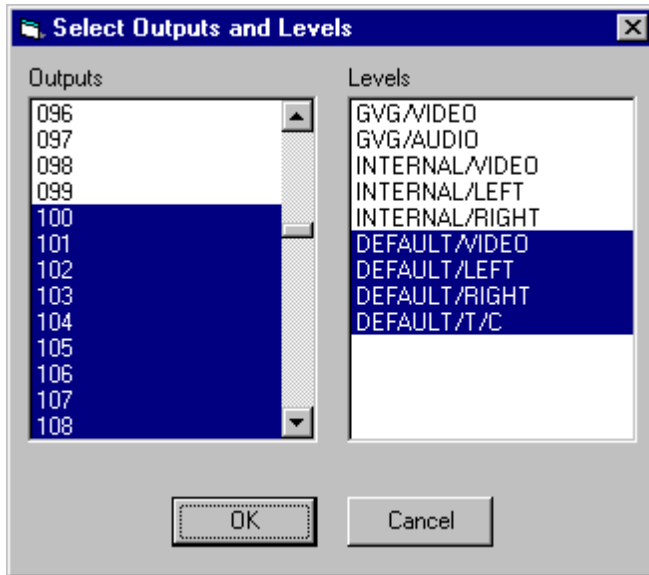 Select Outputs and Levels
Outputs
096
097
098
099
100
101
102
103
104
105
106
107
108
Levels
GVG/VIDEO
GVG/AUDIO
INTERNAL/VIDEO
INTERNAL/LEFT
INTERNAL/RIGHT
DEFAULT/VIDEO
DEFAULT/LEFT
DEFAULT/RIGHT
DEFAULT/T/C
OK
Cancel